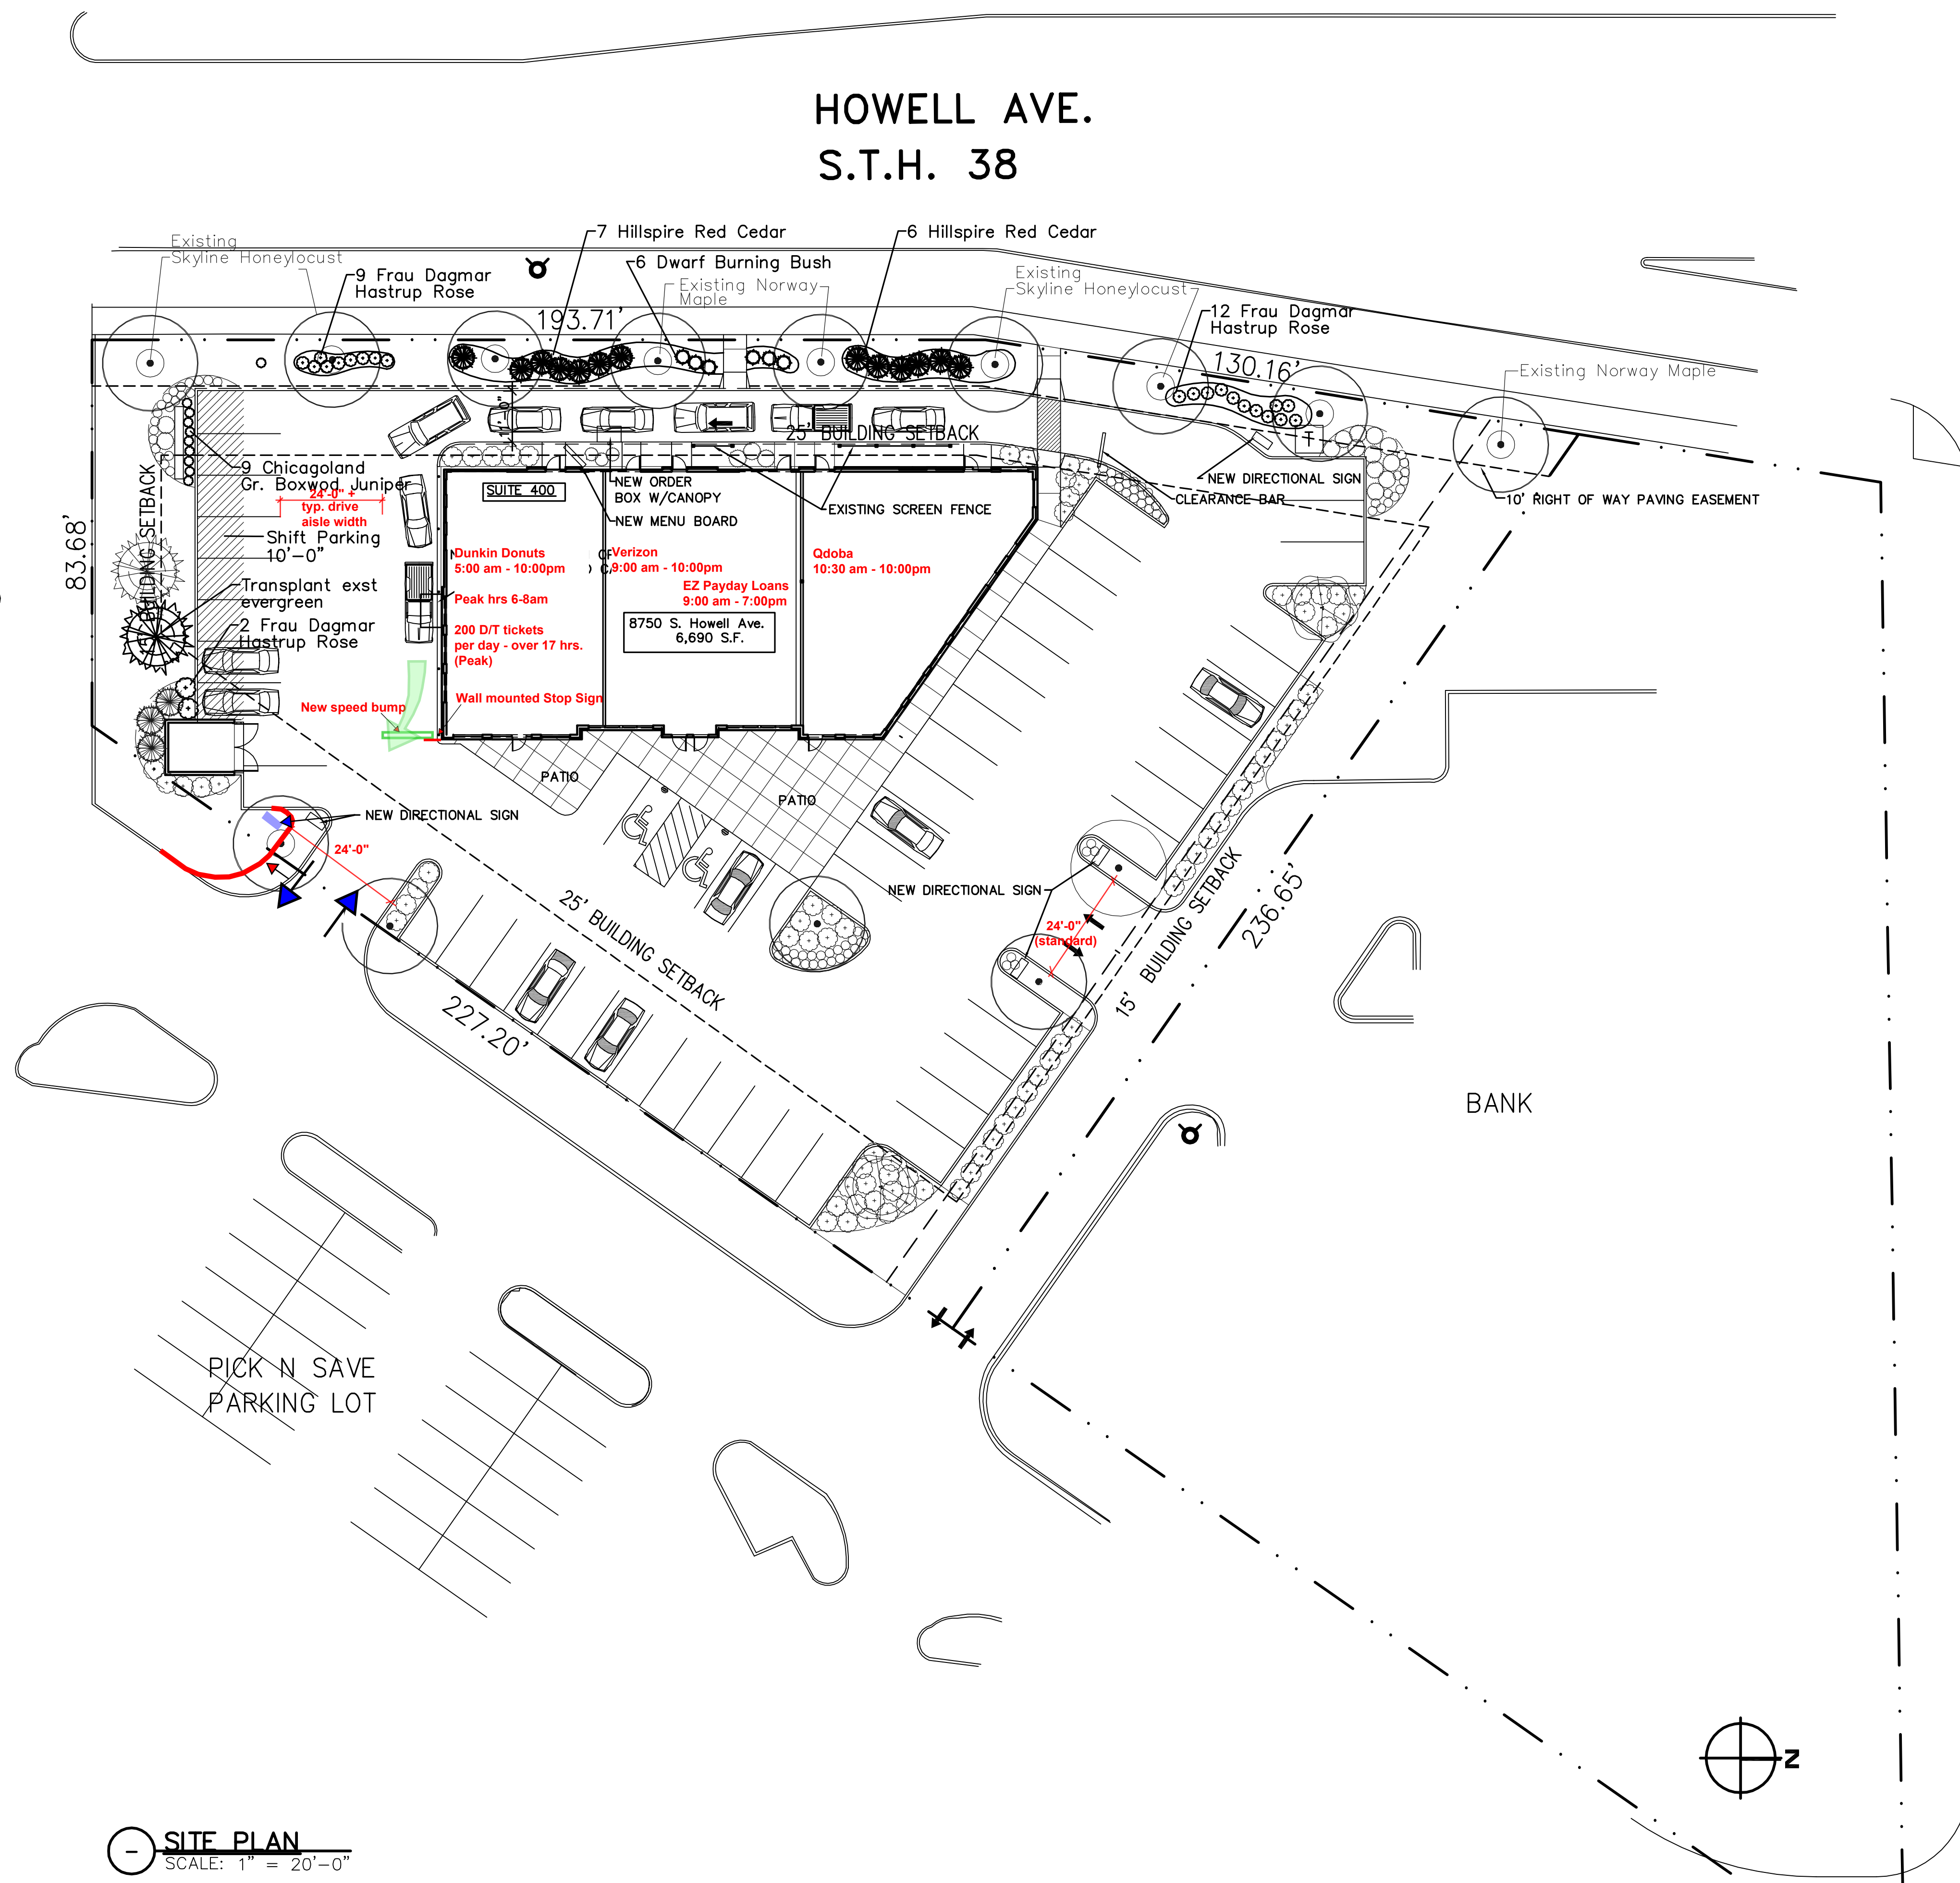 HOWELL AVE.
S.T.H. 38
Existing
Skyline Honeylocust
9 Frau Dagmar
Hastrup Rose
7 Hillspire Red Cedar
6 Dwarf Burning Bush
Existing Norway
Maple
6 Hillspire Red Cedar
Existing
Skyline Honeylocust
12 Frau Dagmar
Hastrup Rose
193.71'
130.16'
Existing Norway Maple
25' BUILDING SETBACK
15' BUILDING SETBACK
83.68'
9 Chicagoland
Gr. Boxwod Juniper
24'-0" +
typ. drive
aisle width
Shift Parking
10'-0"
Transplant exst
evergreen
2 Frau Dagmar
Hastrup Rose
SUITE 400
NEW ORDER
BOX W/CANOPY
NEW MENU BOARD
EXISTING SCREEN FENCE
CLEARANCE BAR
NEW DIRECTIONAL SIGN
T
10' RIGHT OF WAY PAVING EASEMENT
Dunkin Donuts
5:00 am - 10:00pm
Peak hrs 6-8am
200 D/T tickets
per day - over 17 hrs.
(Peak)
Wall mounted Stop Sign
New speed bump
Verizon
9:00 am - 10:00pm
EZ Payday Loans
9:00 am - 7:00pm
8750 S. Howell Ave.
6,690 S.F.
Qdoba
10:30 am - 10:00pm
PATIO
PATIO
NEW DIRECTIONAL SIGN
24'-0"
25' BUILDING SETBACK
227.20'
NEW DIRECTIONAL SIGN
24'-0"
(standard)
15' BUILDING SETBACK
236.65'
BANK
PICK N SAVE
PARKING LOT
N
-
SITE PLAN
SCALE: 1" = 20'-0"